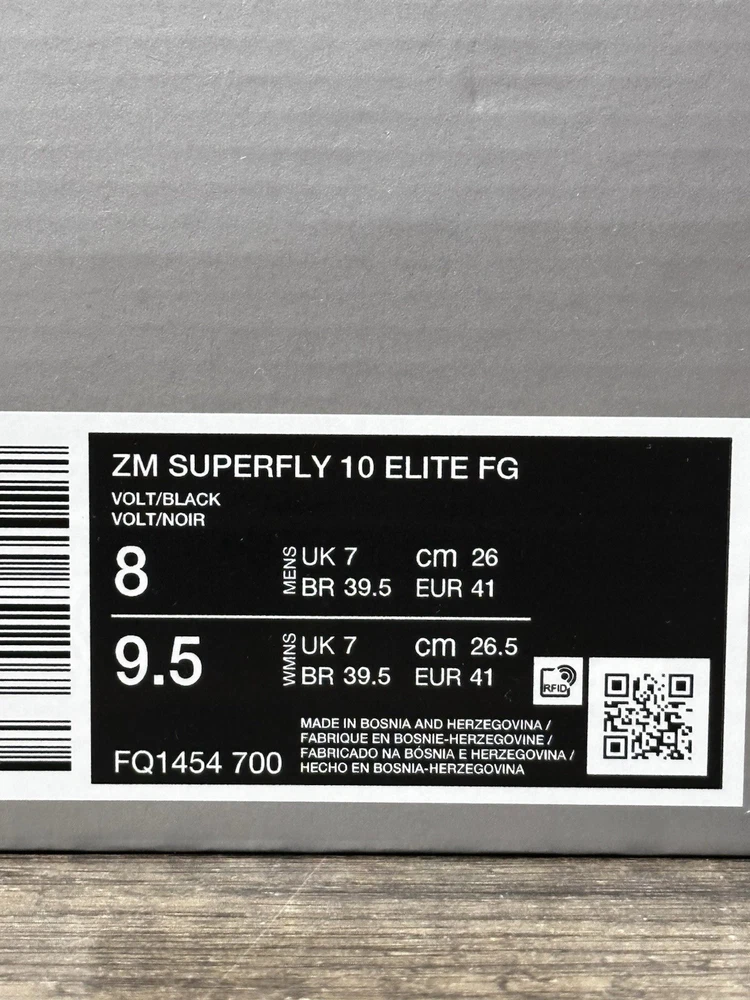 ZM SUPERFLY 10 ELITE FG
VOLT/BLACK
VOLT/NOIR
8
MENS
UK 7 cm 26
BR 39.5 EUR 41
9.5
WMNS
UK 7 cm 26.5
BR 39.5 EUR 41
RFID
MADE IN BOSNIA AND HERZEGOVINA /
FABRIQUE EN BOSNIE-HERZEGOVINE /
FABRICADO NA BÓSNIA E HERZEGOVINA /
HECHO EN BOSNIA-HERZEGOVINA
FQ1454 700